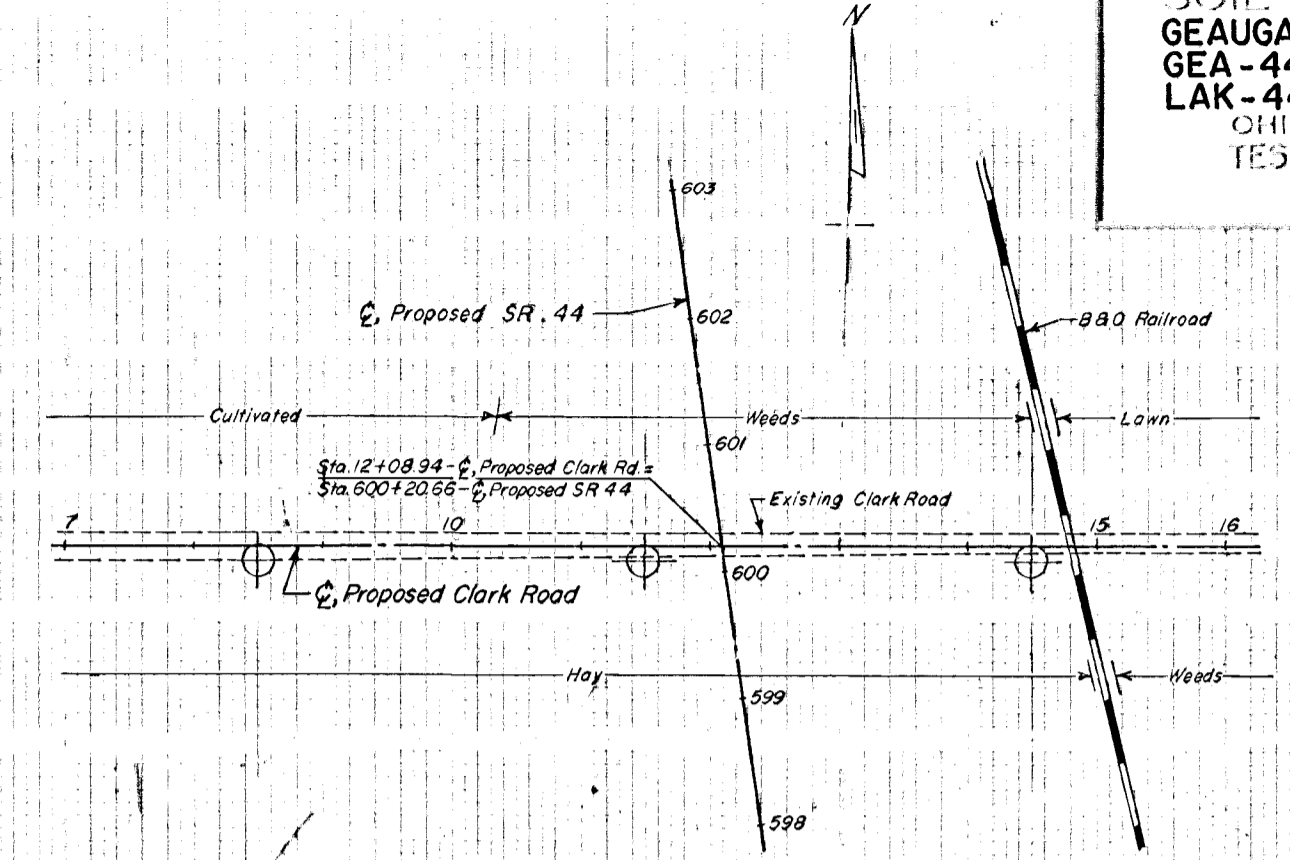 GEAUGA
GEA-44
LAK-44
OHI
TES
N
603
℄, Proposed SR. 44
602
B&O Railroad
Cultivated
Weeds
Lawn
601
Sta. 12+08.94-℄, Proposed Clark Rd. =
Sta. 600+20.66-℄, Proposed SR 44
Existing Clark Road
7
10
15
16
600
℄, Proposed Clark Road
Hay
Weeds
599
598